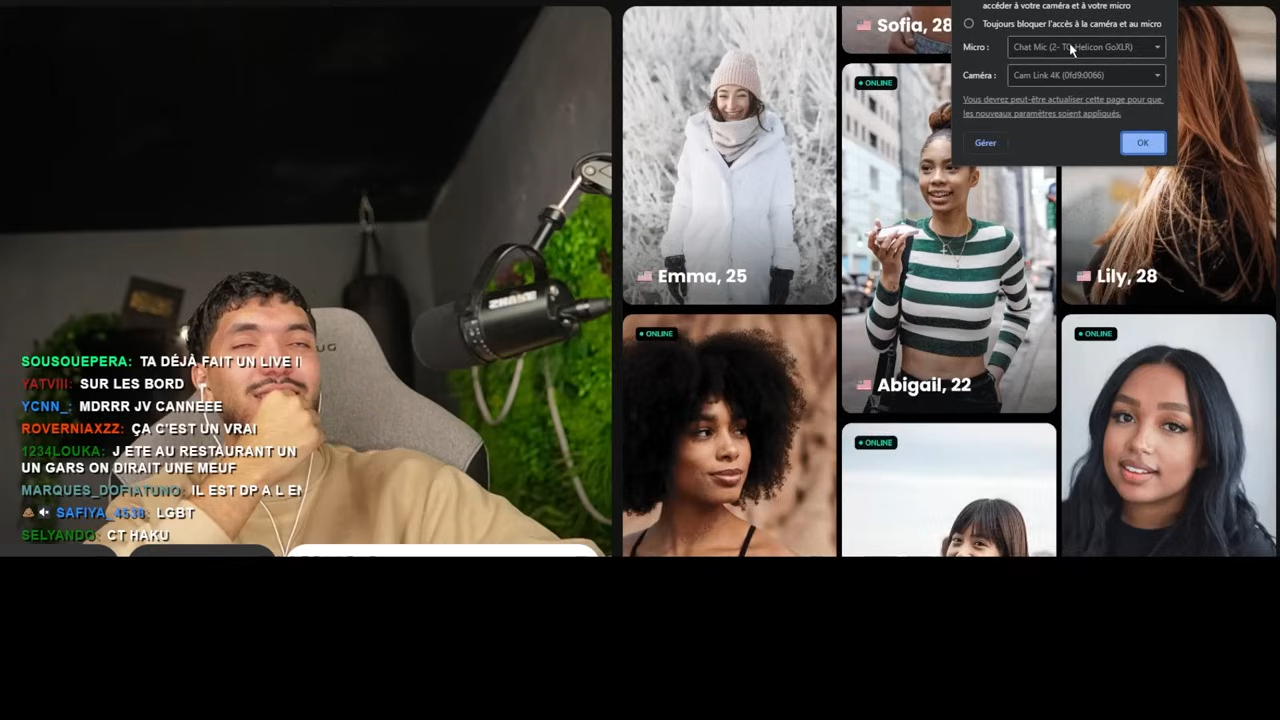 SOUSOUEPERA: TA DÉJÀ FAIT UN LIVE I
YATVIII: SUR LES BORD
YCNN_: MDRRR JV CANNEEE
ROVERNIAXZZ: ÇA C'EST UN VRAI
1234LOUKA: J ETE AU RESTAURANT UN
UN GARS ON DIRAIT UNE MEUF
MARQUES_DOFIATUNO: IL EST DP A L EN
SAFIYA_4538: LGBT
SELYANDO: CT HAKU
Emma, 25
ONLINE
Sofia, 28
ONLINE
Abigail, 22
ONLINE
Lily, 28
ONLINE
accéder à votre caméra et à votre micro
Toujours bloquer l'accès à la caméra et au micro
Micro : Chat Mic (2- TC-Helicon GoXLR)
Caméra : Cam Link 4K (0fd9:0066)
Vous devrez peut-être actualiser cette page pour que
les nouveaux paramètres soient appliqués.
Gérer OK